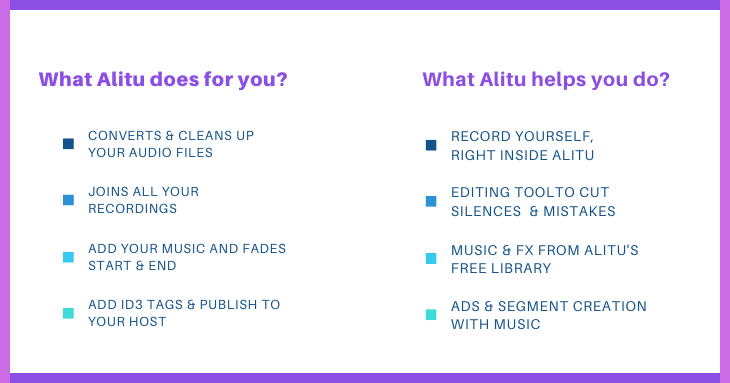 What Alitu does for you?
CONVERTS & CLEANS UP
YOUR AUDIO FILES
JOINS ALL YOUR
RECORDINGS
ADD YOUR MUSIC AND FADES
START & END
ADD ID3 TAGS & PUBLISH TO
YOUR HOST
What Alitu helps you do?
RECORD YOURSELF,
RIGHT INSIDE ALITU
EDITING TOOLTO CUT
SILENCES & MISTAKES
MUSIC & FX FROM ALITU'S
FREE LIBRARY
ADS & SEGMENT CREATION
WITH MUSIC